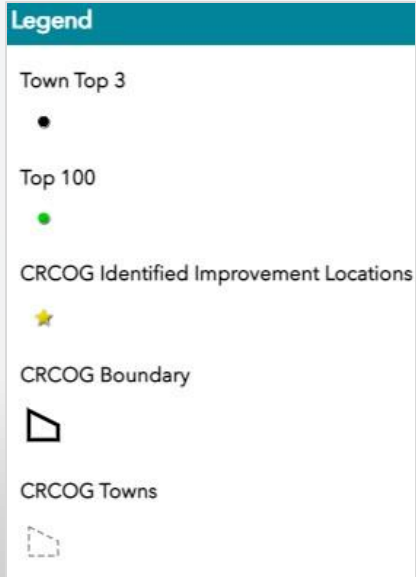 Legend
Town Top 3
Top 100
CRCOG Identified Improvement Locations
CRCOG Boundary
CRCOG Towns